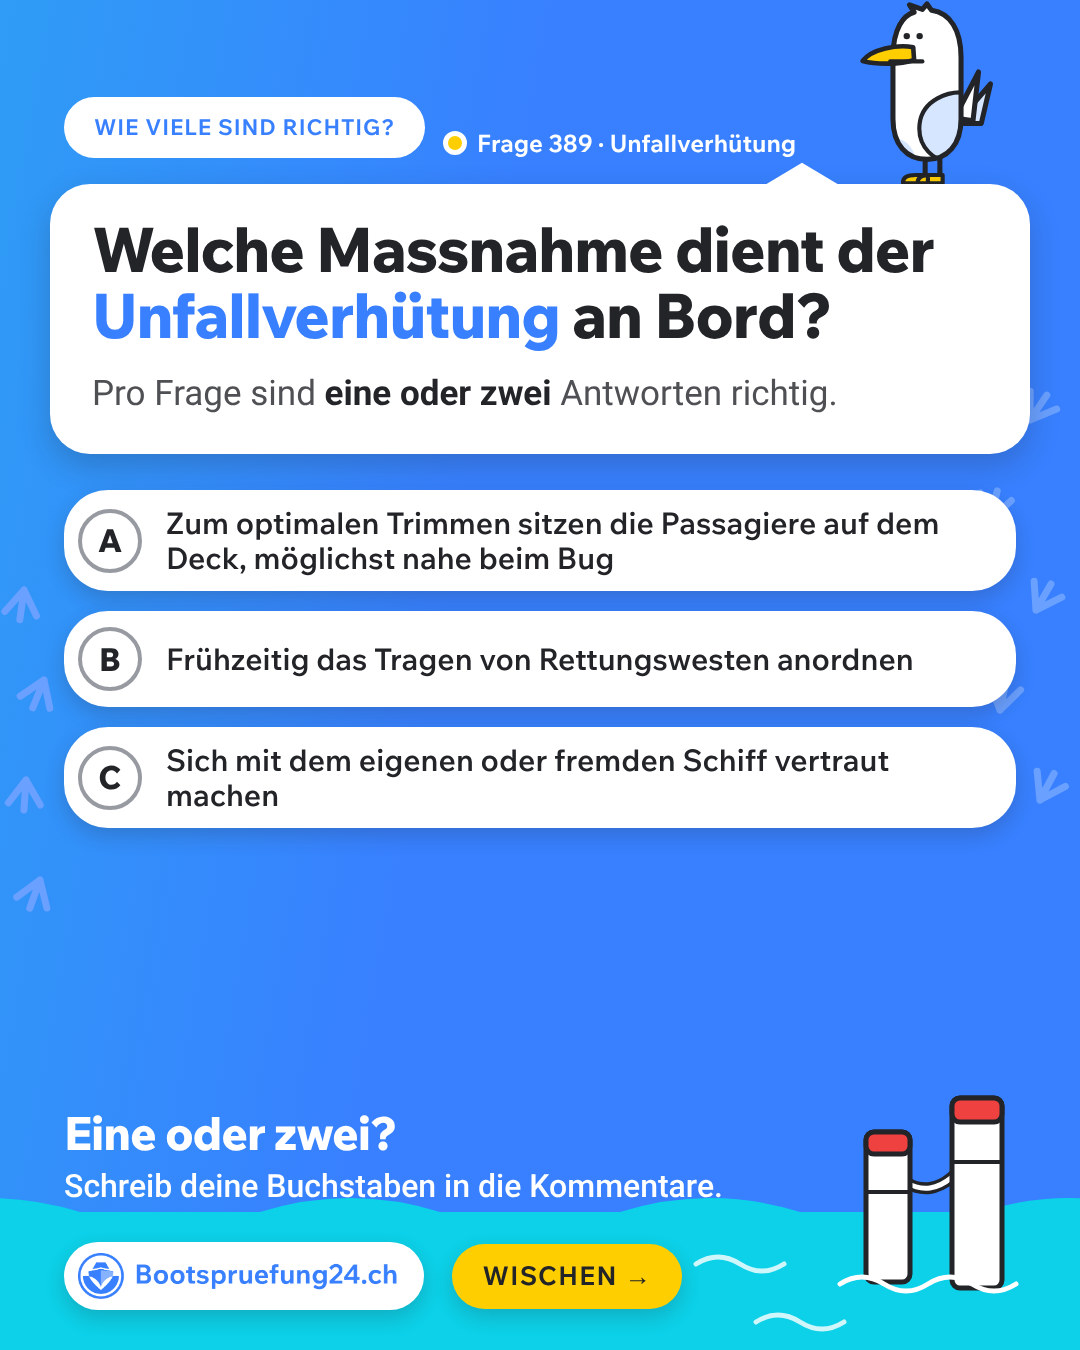 WIE VIELE SIND RICHTIG?
Frage 389 · Unfallverhütung
Welche Massnahme dient der
Unfallverhütung an Bord?
Pro Frage sind eine oder zwei Antworten richtig.
A
Zum optimalen Trimmen sitzen die Passagiere auf dem
Deck, möglichst nahe beim Bug
B
Frühzeitig das Tragen von Rettungswesten anordnen
C
Sich mit dem eigenen oder fremden Schiff vertraut
machen
Eine oder zwei?
Schreib deine Buchstaben in die Kommentare.
Bootspruefung24.ch
WISCHEN →